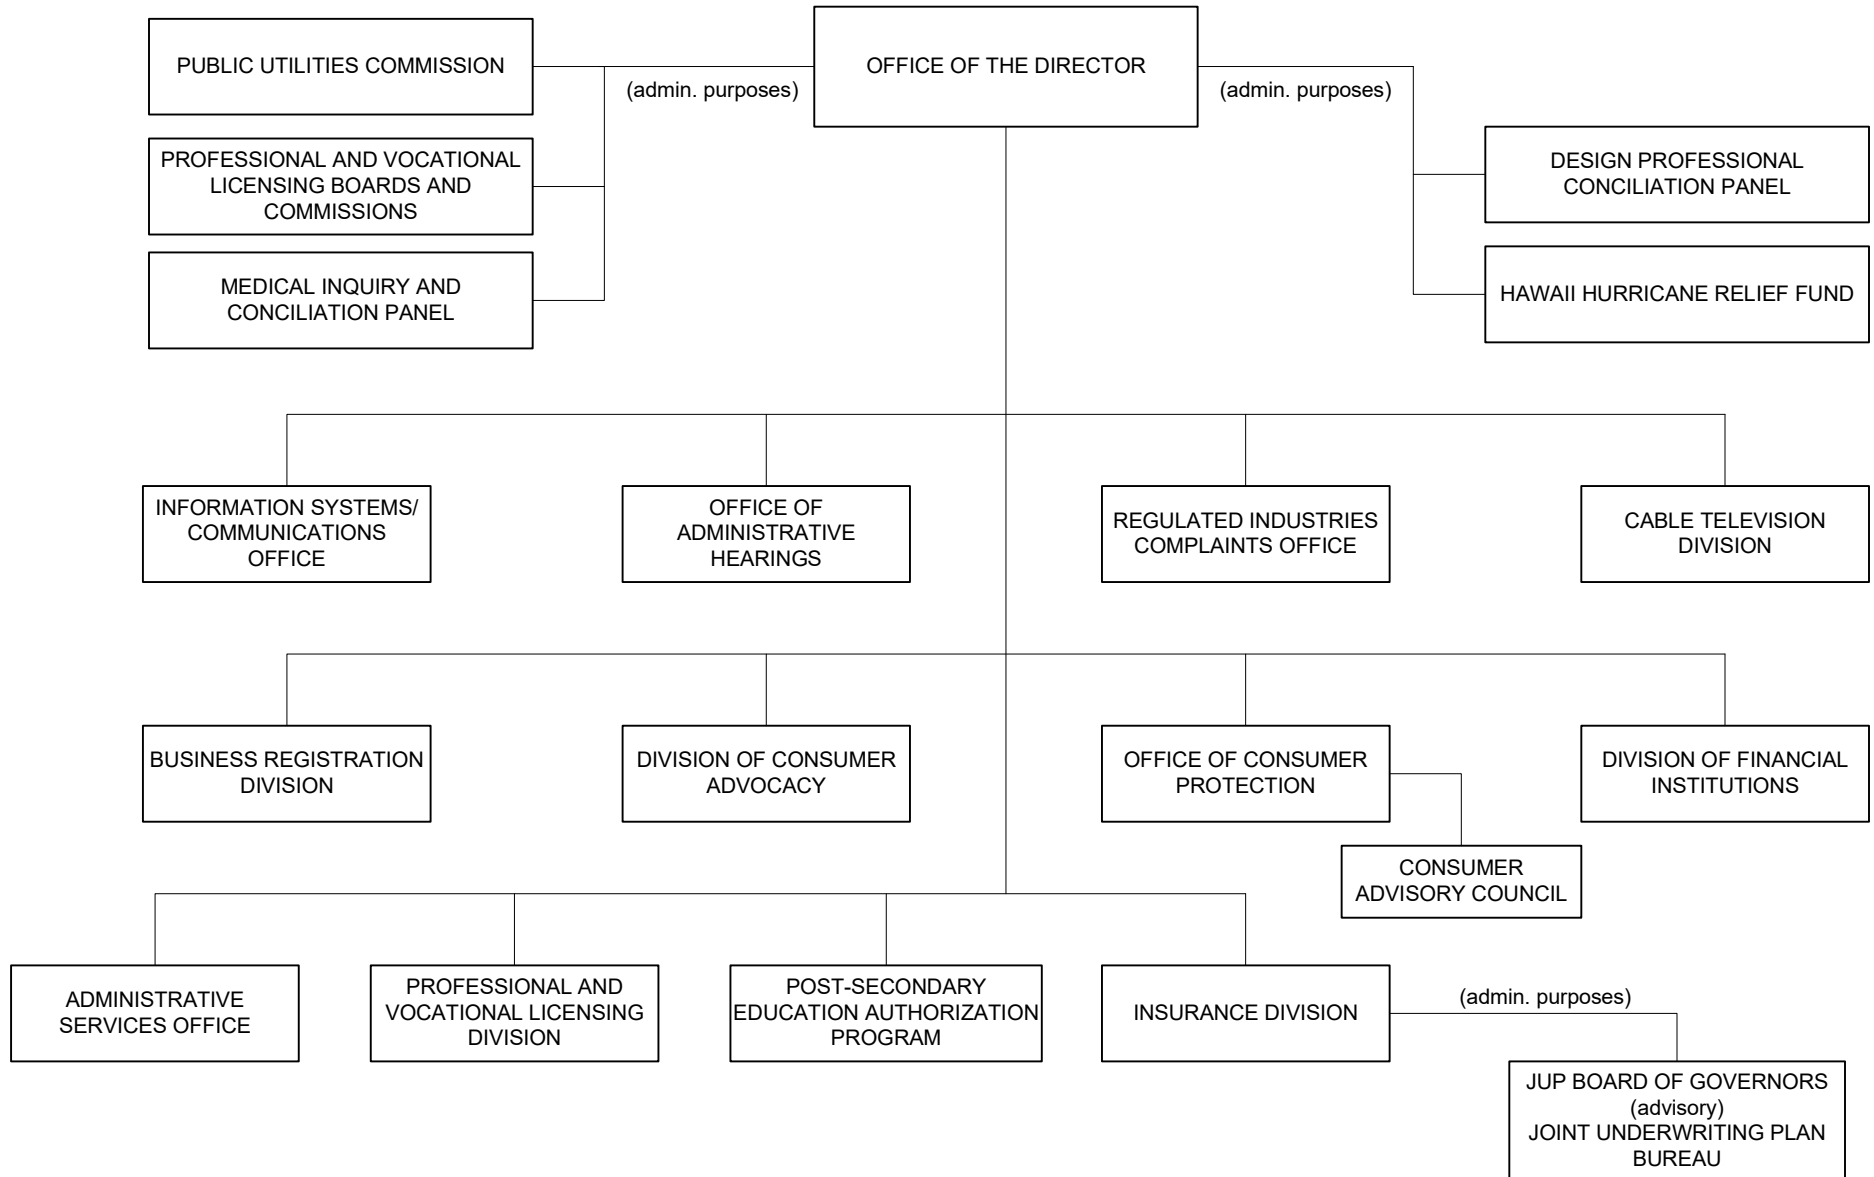 PUBLIC UTILITIES COMMISSION
(admin. purposes)
OFFICE OF THE DIRECTOR
(admin. purposes)
PROFESSIONAL AND VOCATIONAL
LICENSING BOARDS AND
COMMISSIONS
DESIGN PROFESSIONAL
CONCILIATION PANEL
MEDICAL INQUIRY AND
CONCILIATION PANEL
HAWAII HURRICANE RELIEF FUND
INFORMATION SYSTEMS/
COMMUNICATIONS
OFFICE
OFFICE OF
ADMINISTRATIVE
HEARINGS
REGULATED INDUSTRIES
COMPLAINTS OFFICE
CABLE TELEVISION
DIVISION
BUSINESS REGISTRATION
DIVISION
DIVISION OF CONSUMER
ADVOCACY
OFFICE OF CONSUMER
PROTECTION
DIVISION OF FINANCIAL
INSTITUTIONS
CONSUMER
ADVISORY COUNCIL
ADMINISTRATIVE
SERVICES OFFICE
PROFESSIONAL AND
VOCATIONAL LICENSING
DIVISION
POST-SECONDARY
EDUCATION AUTHORIZATION
PROGRAM
INSURANCE DIVISION
(admin. purposes)
JUP BOARD OF GOVERNORS
(advisory)
JOINT UNDERWRITING PLAN
BUREAU